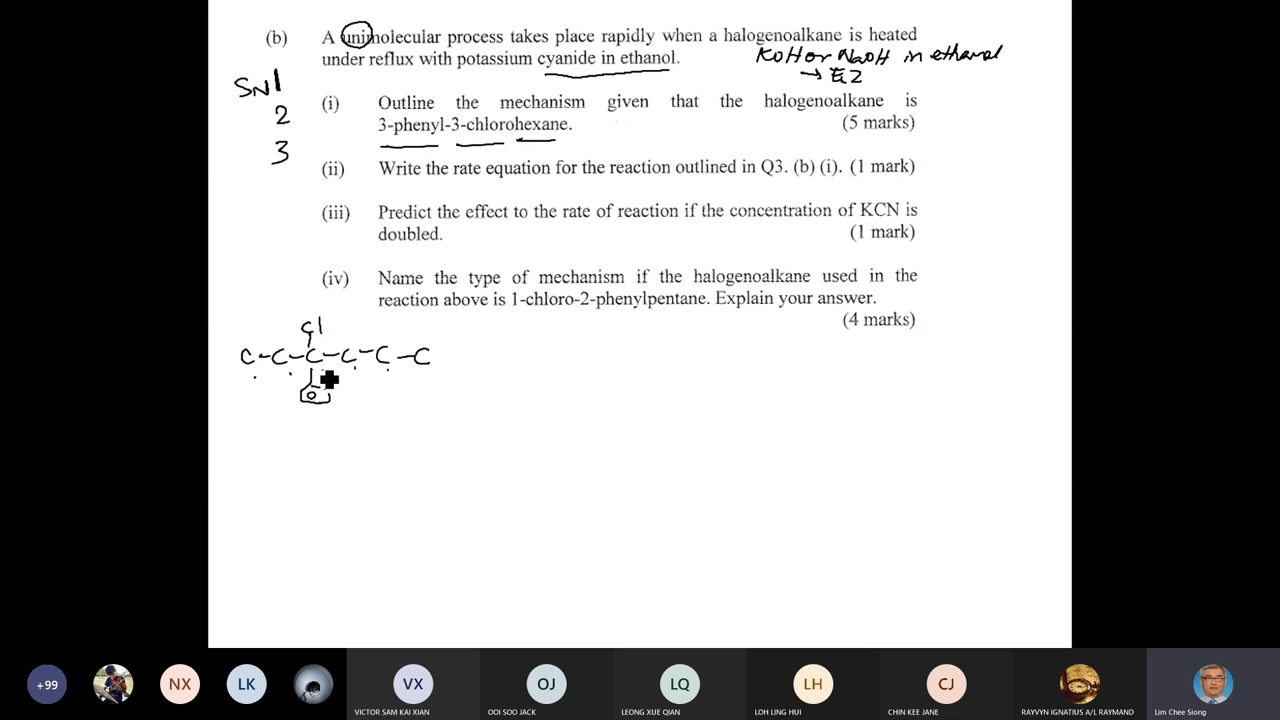 (b) A unimolecular process takes place rapidly when a halogenoalkane is heated
under reflux with potassium cyanide in ethanol.
KOH or NaOH in ethanol
→ E2
SN1
2
3
(i) Outline the mechanism given that the halogenoalkane is
3-phenyl-3-chlorohexane. (5 marks)
(ii) Write the rate equation for the reaction outlined in Q3. (b) (i). (1 mark)
(iii) Predict the effect to the rate of reaction if the concentration of KCN is
doubled. (1 mark)
(iv) Name the type of mechanism if the halogenoalkane used in the
reaction above is 1-chloro-2-phenylpentane. Explain your answer.
(4 marks)
Cl
C-C-C-C-C-C
+99
NX
LK
VX
OJ
LQ
LH
CJ
VICTOR SAM KAI XIAN
OOI SOO JACK
LEONG XUE QIAN
LOH LING HUI
CHIN KEE JANE
RAYVYN IGNATIUS A/L RAYMAND
Lim Chee Siong